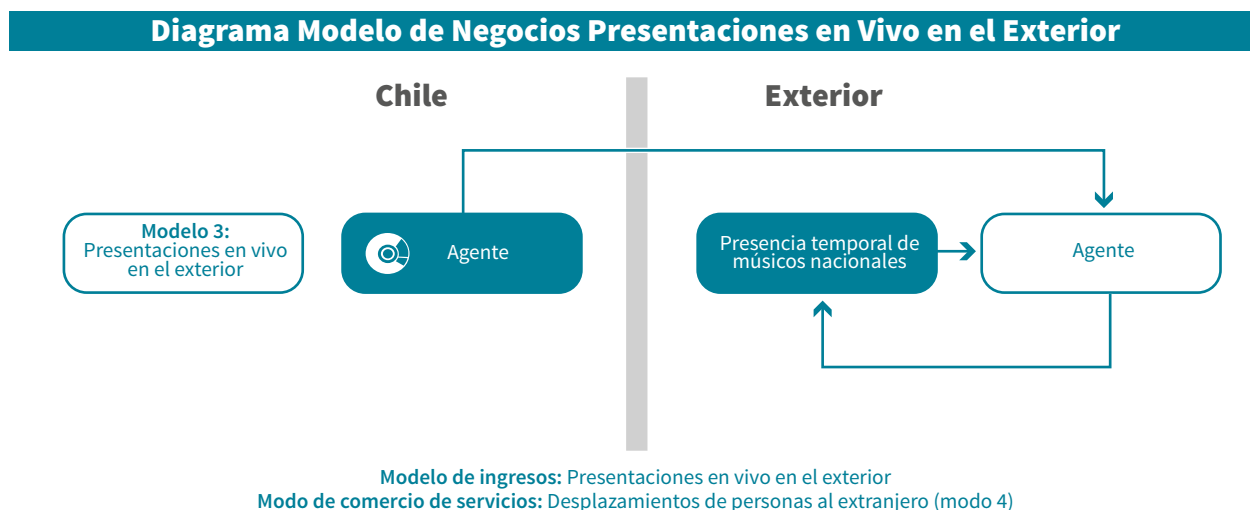 Diagrama Modelo de Negocios Presentaciones en Vivo en el Exterior
Chile
Exterior
Modelo 3:
Presentaciones en vivo
en el exterior
Agente
Presencia temporal de
músicos nacionales
Agente
Modelo de ingresos: Presentaciones en vivo en el exterior
Modo de comercio de servicios: Desplazamientos de personas al extranjero (modo 4)